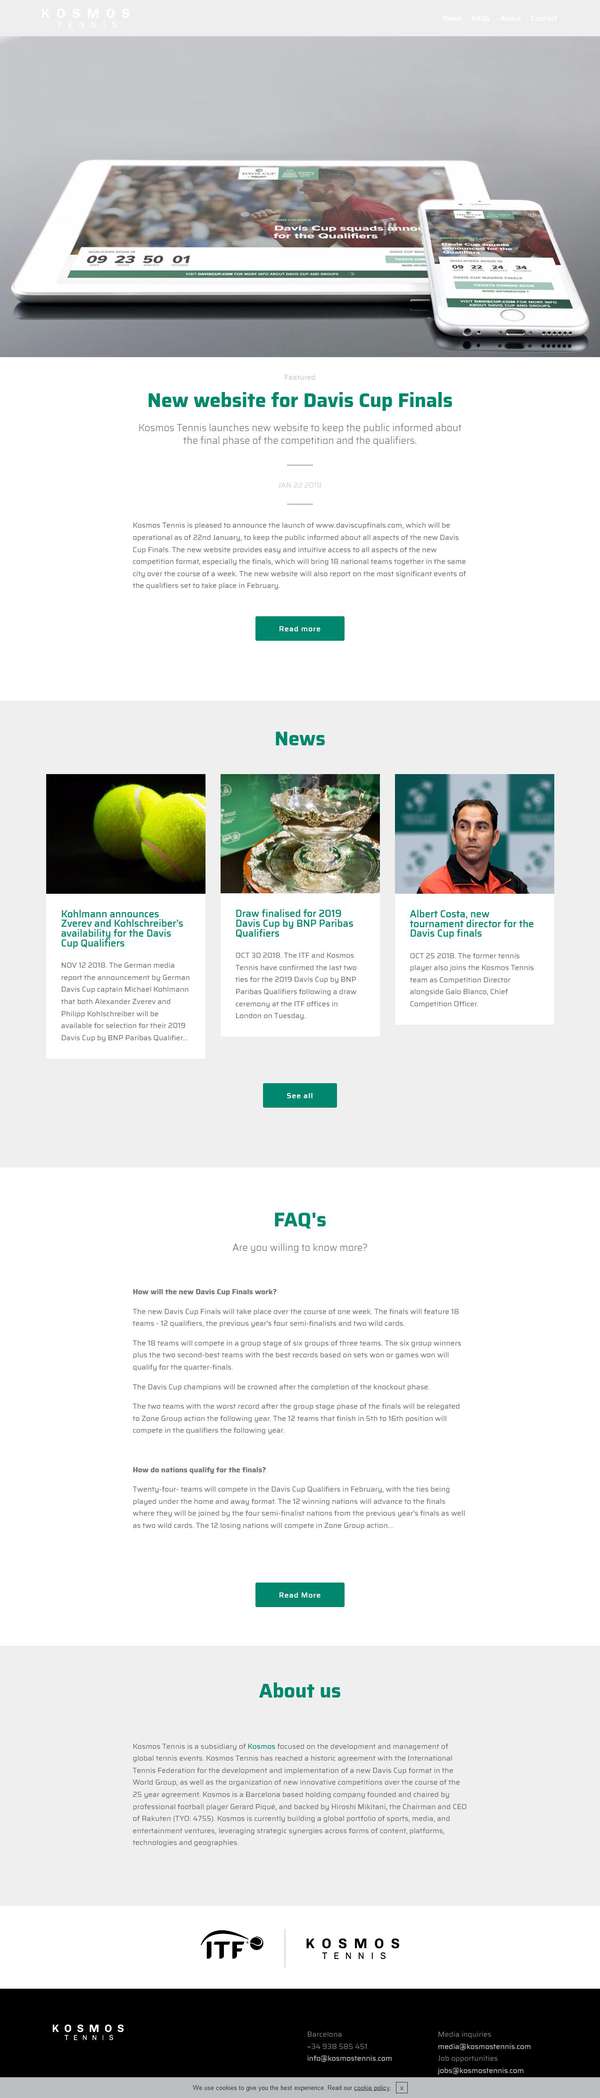 KOSMOS
TENNIS
Home FAQs About Contact
Davis Cup squads announ
for the Qualifiers
09 23 50 01
VISIT DAVISCUP.COM FOR MORE INFO ABOUT DAVIS CUP AND GROUPS
Davis Cup squads
announced for the
Qualifiers
09 22 24 34
VISIT DAVISCUP.COM FOR MORE INFO
ABOUT DAVIS CUP AND GROUPS
Featured
New website for Davis Cup Finals
Kosmos Tennis launches new website to keep the public informed about
the final phase of the competition and the qualifiers.
JAN 22 2019
Kosmos Tennis is pleased to announce the launch of www.daviscupfinals.com, which will be
operational as of 22nd January, to keep the public informed about all aspects of the new Davis
Cup Finals. The new website provides easy and intuitive access to all aspects of the new
competition format, especially the finals, which will bring 18 national teams together in the same
city over the course of a week. The new website will also report on the most significant events of
the qualifiers set to take place in February.
Read more
News
Kohlmann announces
Zverev and Kohlschreiber's
availability for the Davis
Cup Qualifiers
NOV 12 2018. The German media
report the announcement by German
Davis Cup captain Michael Kohlmann
that both Alexander Zverev and
Philipp Kohlschreiber will be
available for selection for their 2019
Davis Cup by BNP Paribas Qualifier...
Draw finalised for 2019
Davis Cup by BNP Paribas
Qualifiers
OCT 30 2018. The ITF and Kosmos
Tennis have confirmed the last two
ties for the 2019 Davis Cup by BNP
Paribas Qualifiers following a draw
ceremony at the ITF offices in
London on Tuesday.
Albert Costa, new
tournament director for the
Davis Cup finals
OCT 25 2018. The former tennis
player also joins the Kosmos Tennis
team as Competition Director
alongside Galo Blanco, Chief
Competition Officer.
See all
FAQ's
Are you willing to know more?
How will the new Davis Cup Finals work?
The new Davis Cup Finals will take place over the course of one week. The finals will feature 18
teams - 12 qualifiers, the previous year's four semi-finalists and two wild cards.
The 18 teams will compete in a group stage of six groups of three teams. The six group winners
plus the two second-best teams with the best records based on sets won or games won will
qualify for the quarter-finals.
The Davis Cup champions will be crowned after the completion of the knockout phase.
The two teams with the worst record after the group stage phase of the finals will be relegated
to Zone Group action the following year. The 12 teams that finish in 5th to 16th position will
compete in the qualifiers the following year.
How do nations qualify for the finals?
Twenty-four- teams will compete in the Davis Cup Qualifiers in February, with the ties being
played under the home and away format. The 12 winning nations will advance to the finals
where they will be joined by the four semi-finalist nations from the previous year's finals as well
as two wild cards. The 12 losing nations will compete in Zone Group action...
Read More
About us
Kosmos Tennis is a subsidiary of Kosmos focused on the development and management of
global tennis events. Kosmos Tennis has reached a historic agreement with the International
Tennis Federation for the development and implementation of a new Davis Cup format in the
World Group, as well as the organization of new innovative competitions over the course of the
25 year agreement. Kosmos is a Barcelona based holding company founded and chaired by
professional football player Gerard Piqué, and backed by Hiroshi Mikitani, the Chairman and CEO
of Rakuten (TYO: 4755). Kosmos is currently building a global portfolio of sports, media, and
entertainment ventures, leveraging strategic synergies across forms of content, platforms,
technologies and geographies.
ITF
KOSMOS
TENNIS
KOSMOS
TENNIS
Barcelona
+34 938 585 451
info@kosmostennis.com
Media inquiries
media@kosmostennis.com
Job opportunities
jobs@kosmostennis.com
We use cookies to give you the best experience. Read our cookie policy. X